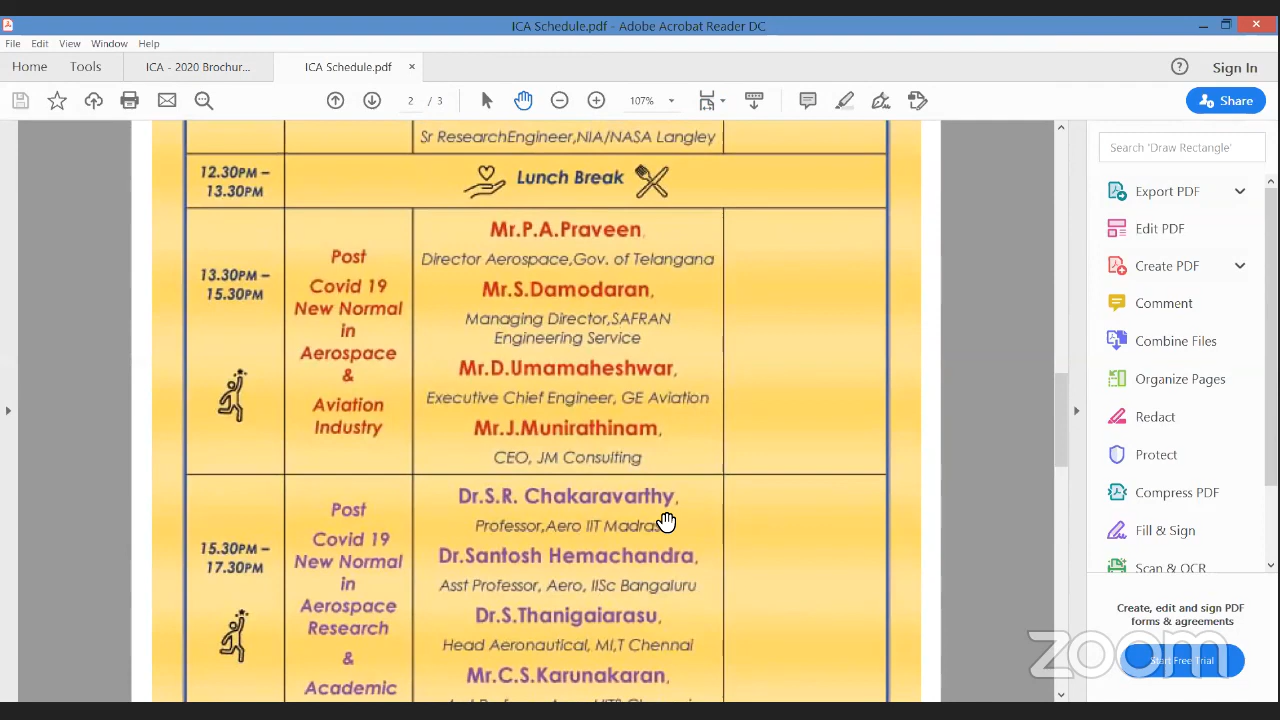 ICA Schedule.pdf - Adobe Acrobat Reader DC
File Edit View Window Help
Home Tools ICA - 2020 Brochur... ICA Schedule.pdf ×
Sign In
2 / 3 107% Share
Sr ResearchEngineer,NIA/NASA Langley
12.30PM –
13.30PM
Lunch Break
13.30PM –
15.30PM
Post
Covid 19
New Normal
in
Aerospace
&
Aviation
Industry
Mr.P.A.Praveen,
Director Aerospace,Gov. of Telangana
Mr.S.Damodaran,
Managing Director,SAFRAN
Engineering Service
Mr.D.Umamaheshwar,
Executive Chief Engineer, GE Aviation
Mr.J.Munirathinam,
CEO, JM Consulting
15.30PM –
17.30PM
Post
Covid 19
New Normal
in
Aerospace
Research
&
Academic
Dr.S.R. Chakaravarthy,
Professor,Aero IIT Madras
Dr.Santosh Hemachandra,
Asst Professor, Aero, IISc Bangaluru
Dr.S.Thanigaiarasu,
Head Aeronautical, MI,T Chennai
Mr.C.S.Karunakaran,
Search 'Draw Rectangle'
Export PDF
Edit PDF
Create PDF
Comment
Combine Files
Organize Pages
Redact
Protect
Compress PDF
Fill & Sign
Scan & OCR
Create, edit and sign PDF
forms & agreements
Start Free Trial
zoom